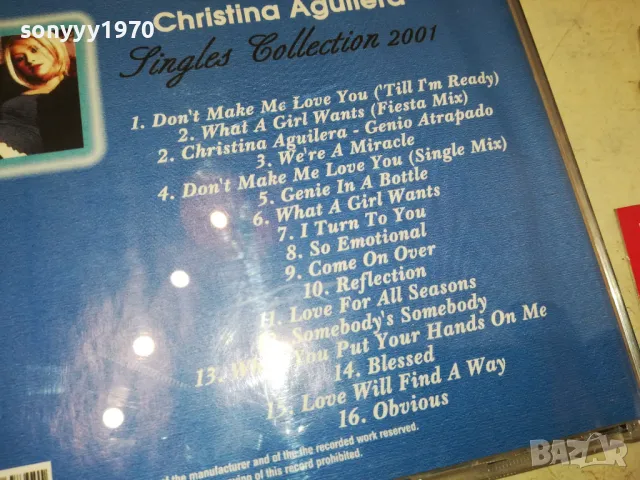 sonyyy1970
Christina Aguilera
Singles Collection 2001
1. Don't Make Me Love You ('Till I'm Ready)
2. What A Girl Wants (Fiesta Mix)
2. Christina Aguilera - Genio Atrapado
3. We're A Miracle
4. Don't Make Me Love You (Single Mix)
5. Genie In A Bottle
6. What A Girl Wants
7. I Turn To You
8. So Emotional
9. Come On Over
10. Reflection
11. Love For All Seasons
Somebody's Somebody
13. You Put Your Hands On Me
14. Blessed
15. Love Will Find A Way
16. Obvious
of the manufacturer and of the recorded work reserved.
of this record prohibited.
BAZAR
bg